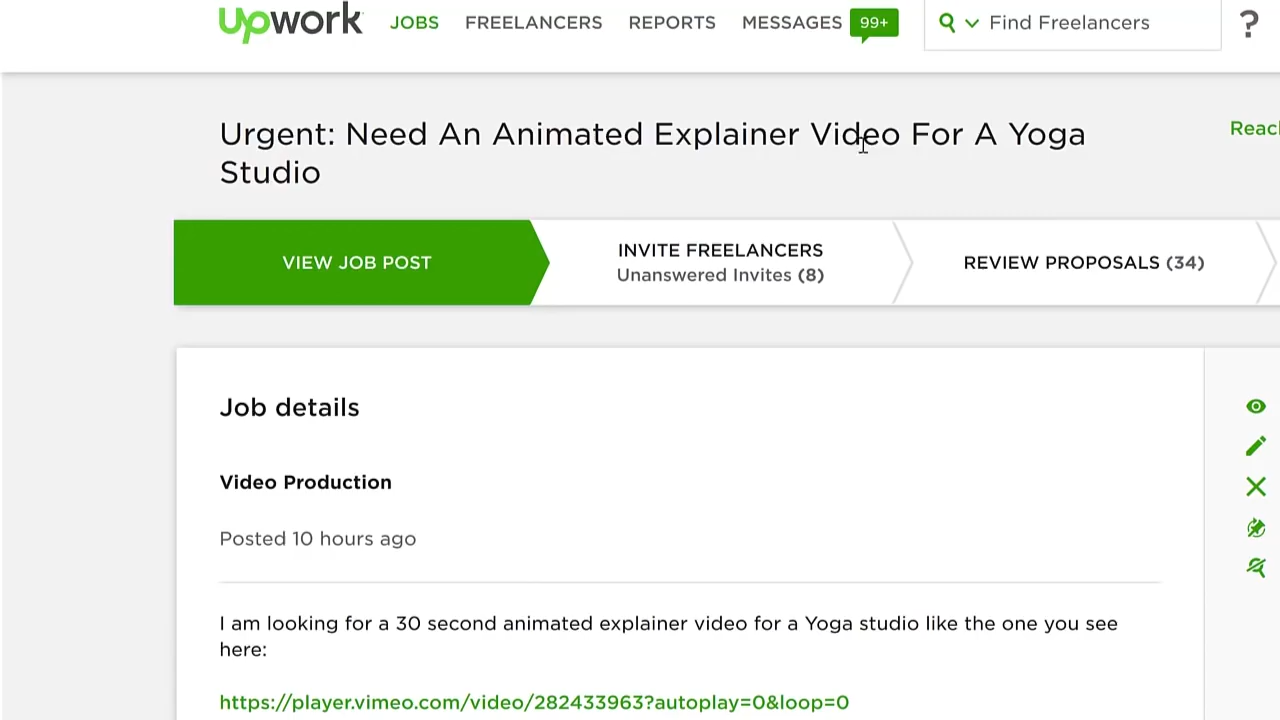 Upwork JOBS FREELANCERS REPORTS MESSAGES 99+ Find Freelancers ?
Urgent: Need An Animated Explainer Video For A Yoga
Studio
VIEW JOB POST
INVITE FREELANCERS
Unanswered Invites (8)
REVIEW PROPOSALS (34)
Job details
Video Production
Posted 10 hours ago
I am looking for a 30 second animated explainer video for a Yoga studio like the one you see
here:
https://player.vimeo.com/video/282433963?autoplay=0&loop=0